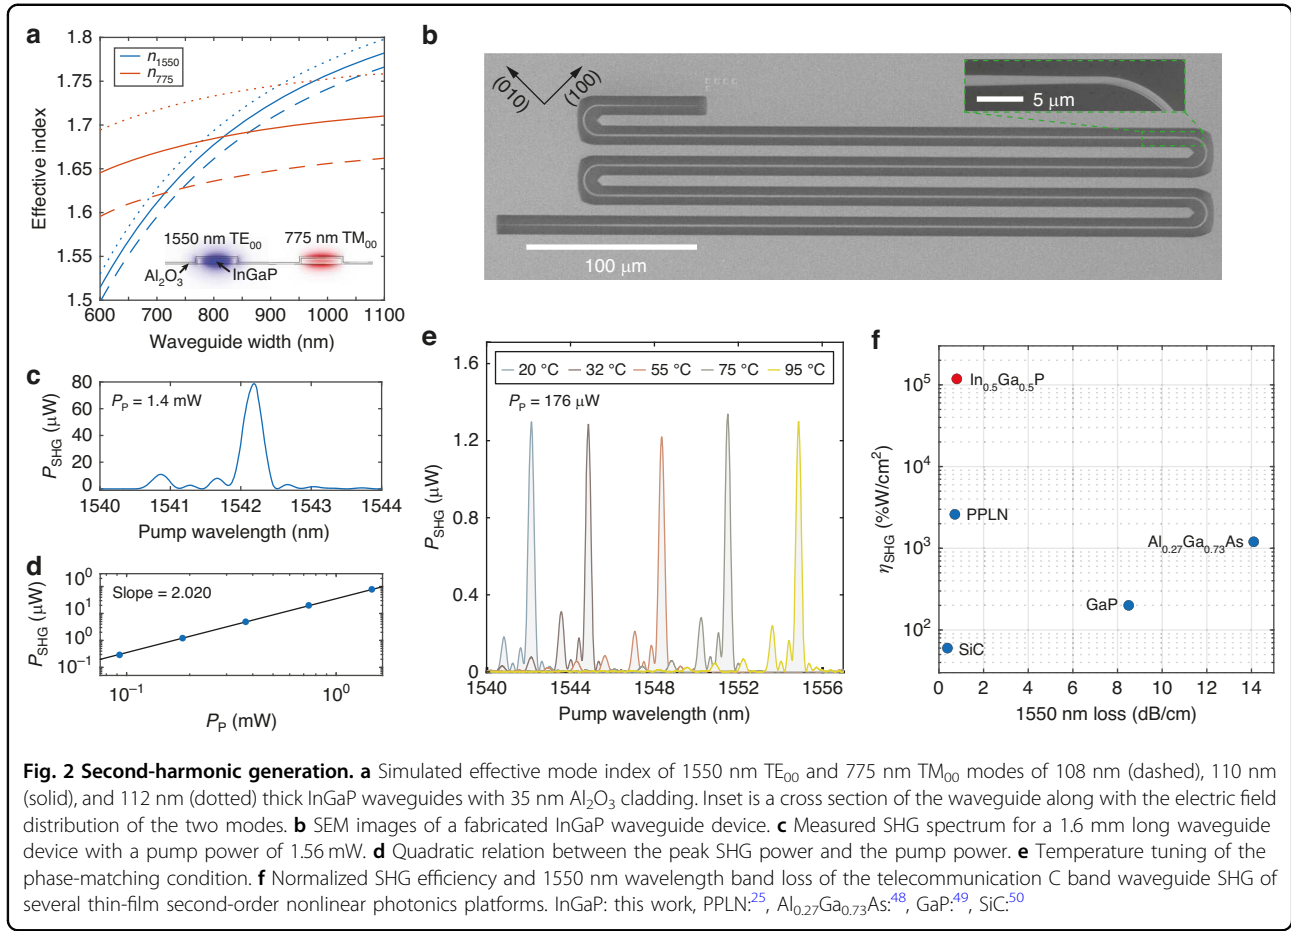 a
1.8
1.75
1.7
1.65
1.6
1.55
1.5
Effective index
n1550
n775
1550 nm TE00
775 nm TM00
Al2O3
InGaP
600 700 800 900 1000 1100
Waveguide width (nm)
b
(010)
(100)
5 μm
100 μm
c
80
60
40
20
0
PSHG (μW)
PP = 1.4 mW
1540 1541 1542 1543 1544
Pump wavelength (nm)
d
10^0
10^1
10^0
10^−1
PSHG (μW)
Slope = 2.020
10^−1 10^0
PP (mW)
e
1.6
1.2
0.8
0.4
0
PSHG (μW)
20 °C 32 °C 55 °C 75 °C 95 °C
PP = 176 μW
1540 1544 1548 1552 1556
Pump wavelength (nm)
f
10^5
10^4
10^3
10^2
ηSHG (%W/cm2)
In0.5Ga0.5P
PPLN
Al0.27Ga0.73As
GaP
SiC
0 2 4 6 8 10 12 14
1550 nm loss (dB/cm)
Fig. 2 Second-harmonic generation. a Simulated effective mode index of 1550 nm TE00 and 775 nm TM00 modes of 108 nm (dashed), 110 nm
(solid), and 112 nm (dotted) thick InGaP waveguides with 35 nm Al2O3 cladding. Inset is a cross section of the waveguide along with the electric field
distribution of the two modes. b SEM images of a fabricated InGaP waveguide device. c Measured SHG spectrum for a 1.6 mm long waveguide
device with a pump power of 1.56 mW. d Quadratic relation between the peak SHG power and the pump power. e Temperature tuning of the
phase-matching condition. f Normalized SHG efficiency and 1550 nm wavelength band loss of the telecommunication C band waveguide SHG of
several thin-film second-order nonlinear photonics platforms. InGaP: this work, PPLN:25, Al0.27Ga0.73As:48, GaP:49, SiC:50